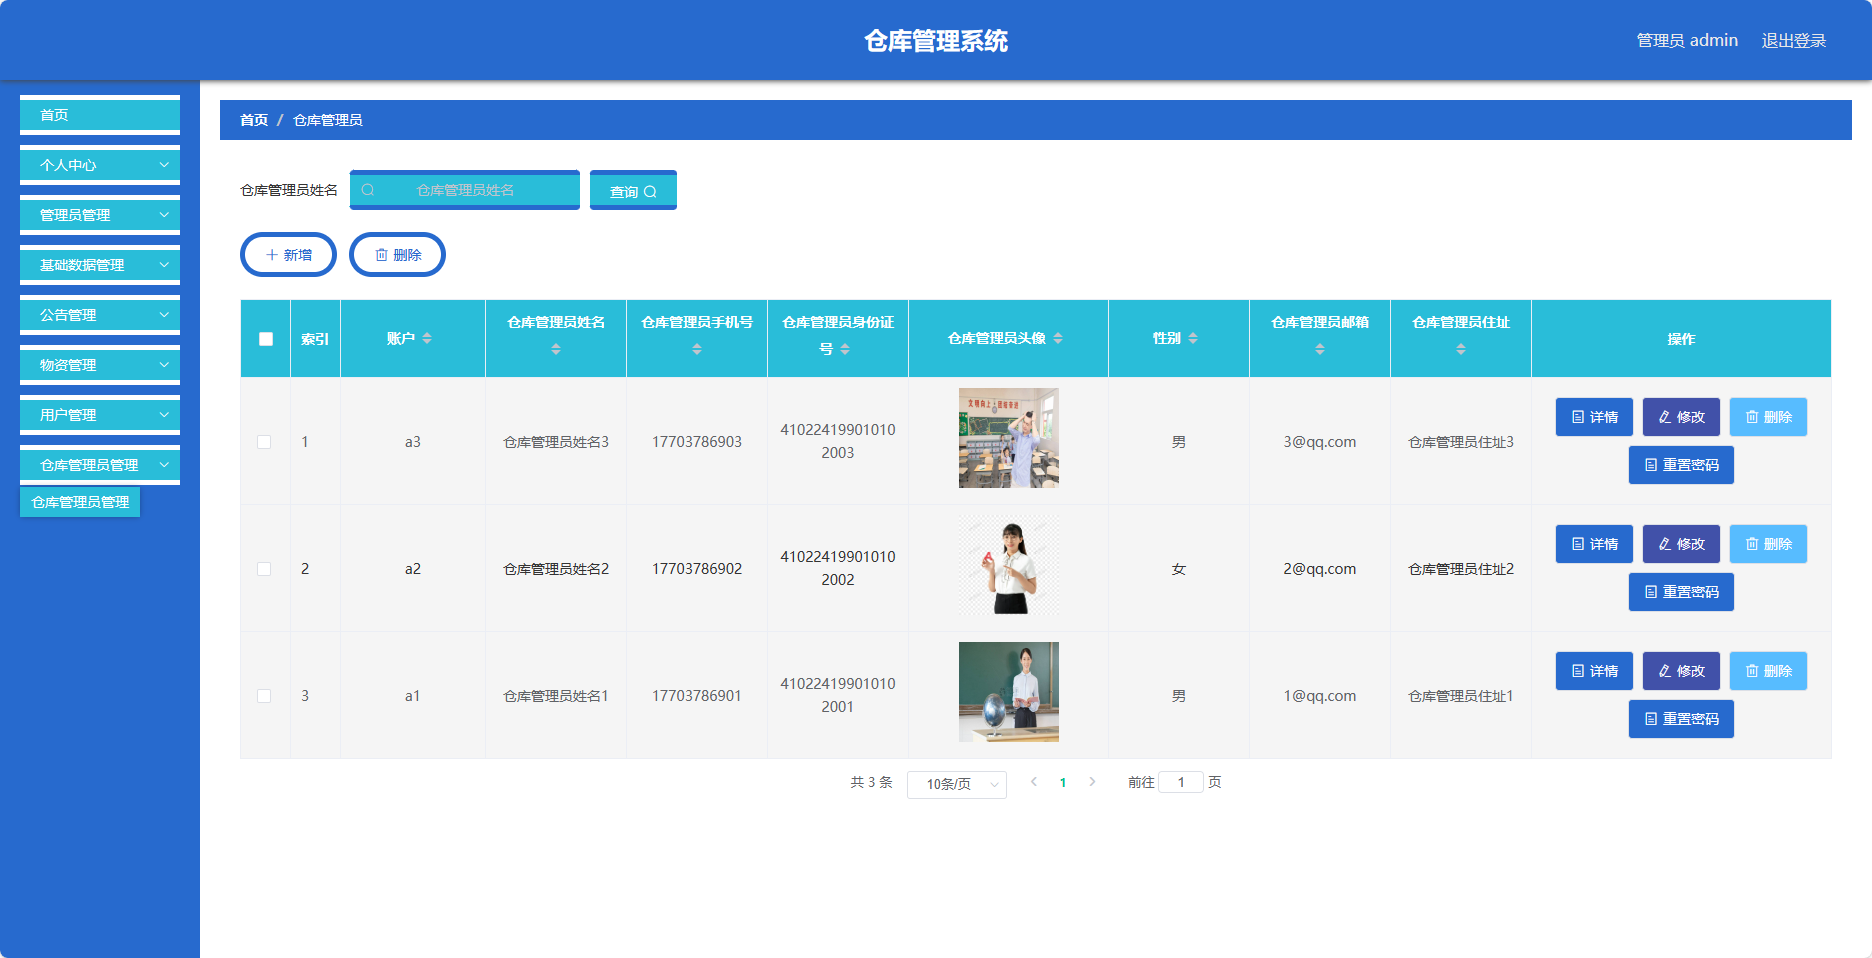 仓库管理系统
管理员 admin 退出登录
首页
个人中心
管理员管理
基础数据管理
公告管理
物资管理
用户管理
仓库管理员管理
仓库管理员管理
首页 / 仓库管理员
仓库管理员姓名 仓库管理员姓名 查询
新增 删除
索引 账户 仓库管理员姓名 仓库管理员手机号 仓库管理员身份证号 仓库管理员头像 性别 仓库管理员邮箱 仓库管理员住址 操作
1 a3 仓库管理员姓名3 17703786903 410224199010102003 文明向上 团结奋进 男 3@qq.com 仓库管理员住址3 详情 修改 删除
重置密码
2 a2 仓库管理员姓名2 17703786902 410224199010102002 女 2@qq.com 仓库管理员住址2 详情 修改 删除
重置密码
3 a1 仓库管理员姓名1 17703786901 410224199010102001 男 1@qq.com 仓库管理员住址1 详情 修改 删除
重置密码
共 3 条 10条/页 1 前往 1 页